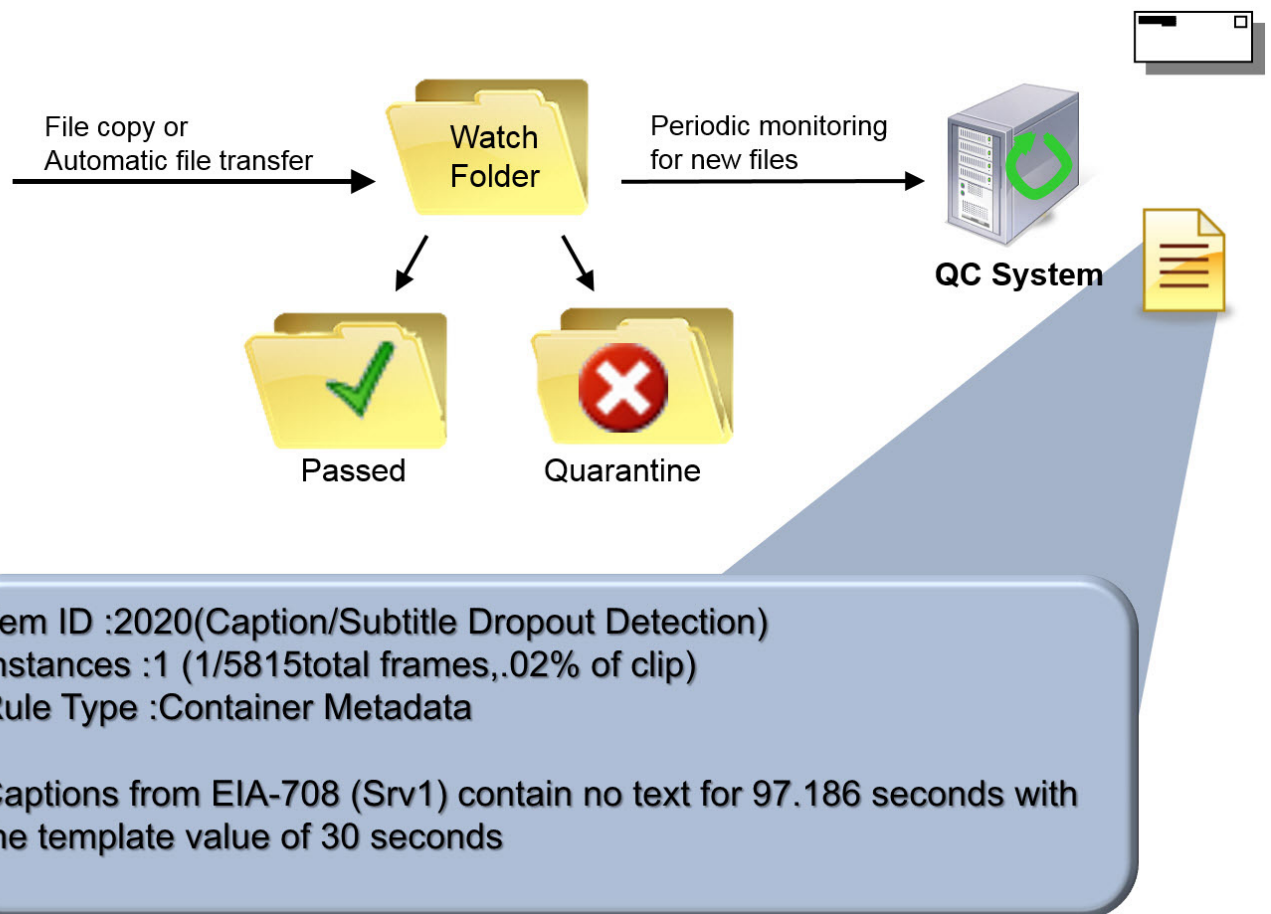 File copy or
Automatic file transfer
Watch
Folder
Periodic monitoring
for new files
QC System
Passed
Quarantine
em ID :2020(Caption/Subtitle Dropout Detection)
nstances :1 (1/5815total frames,.02% of clip)
Rule Type :Container Metadata
Captions from EIA-708 (Srv1) contain no text for 97.186 seconds with
he template value of 30 seconds